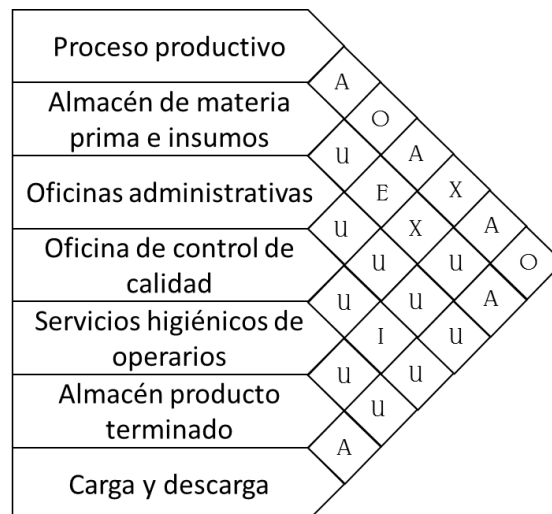 Proceso productivo
Almacén de materia
prima e insumos
Oficinas administrativas
Oficina de control de
calidad
Servicios higiénicos de
operarios
Almacén producto
terminado
Carga y descarga
A
O
U A
E X
U X A
U U O
U U A
I U
U U
U
A